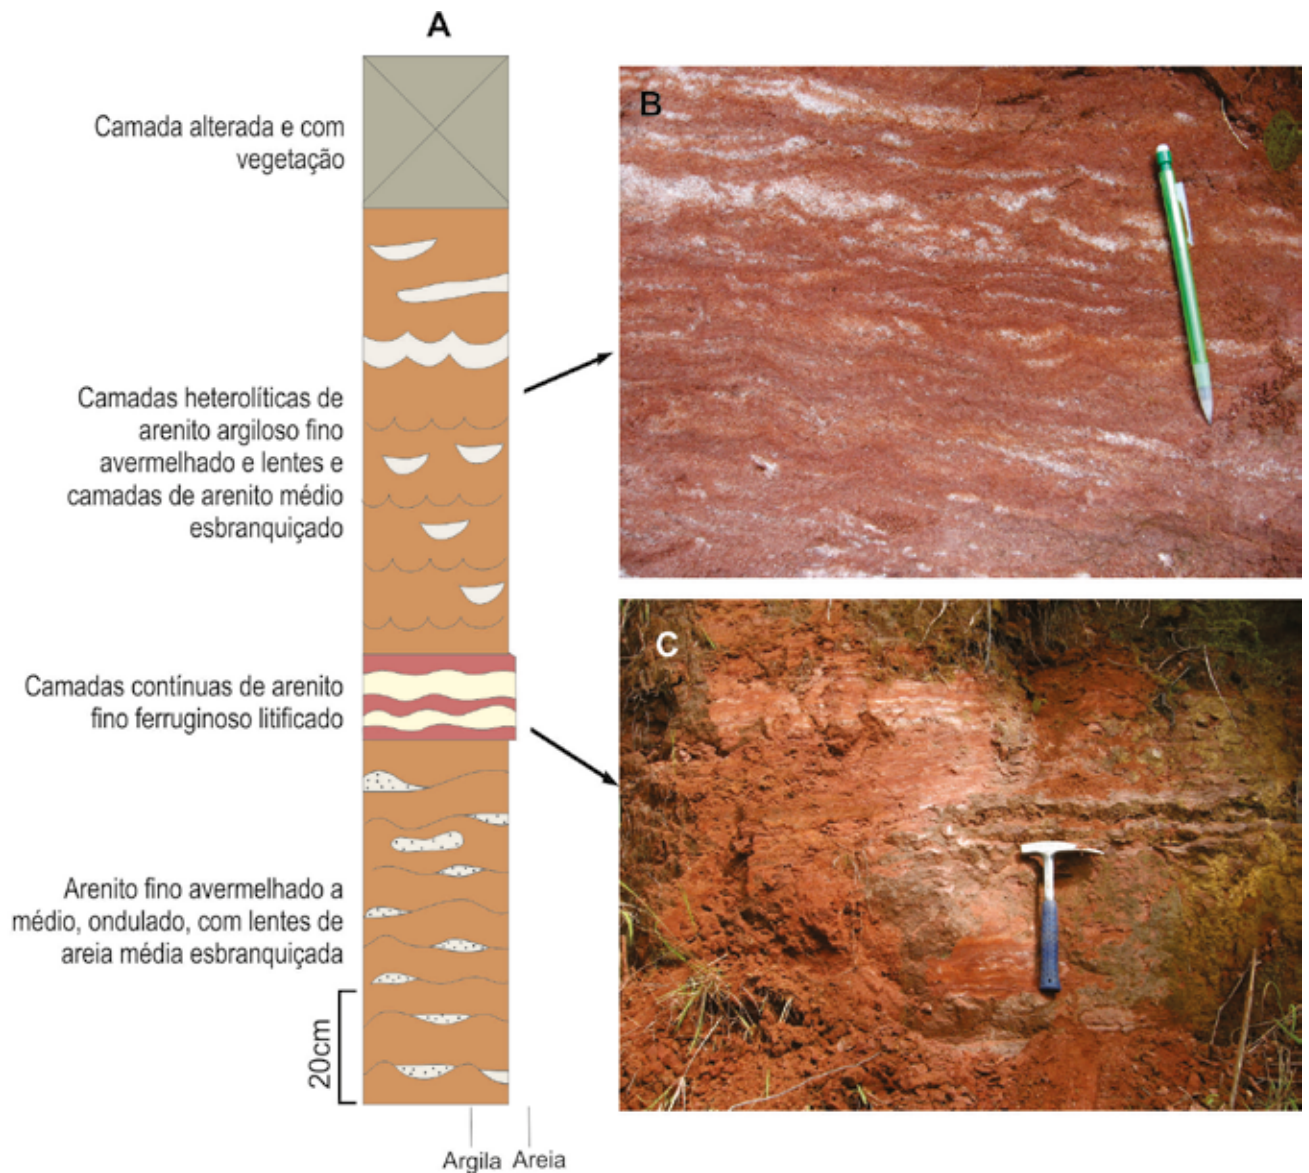 A
Camada alterada e com
vegetação
B
Camadas heterolíticas de
arenito argiloso fino
avermelhado e lentes e
camadas de arenito médio
esbranquiçado
C
Camadas contínuas de arenito
fino ferruginoso litificado
Arenito fino avermelhado a
médio, ondulado, com lentes de
areia média esbranquiçada
20cm
Argila Areia